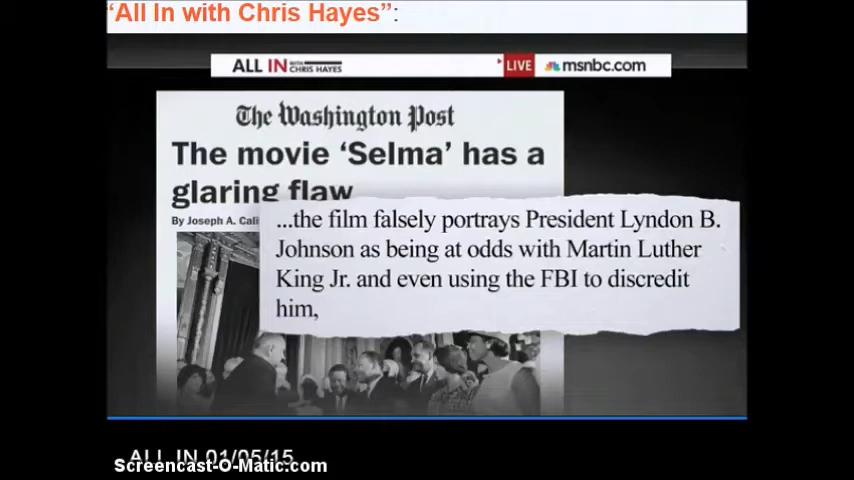 “All In with Chris Hayes”:
ALL IN WITH CHRIS HAYES
LIVE msnbc.com
The Washington Post
The movie ‘Selma’ has a
glaring flaw
By Joseph A. Cali
...the film falsely portrays President Lyndon B.
Johnson as being at odds with Martin Luther
King Jr. and even using the FBI to discredit
him,
ALL IN 01/05/15
Screencast-O-Matic.com